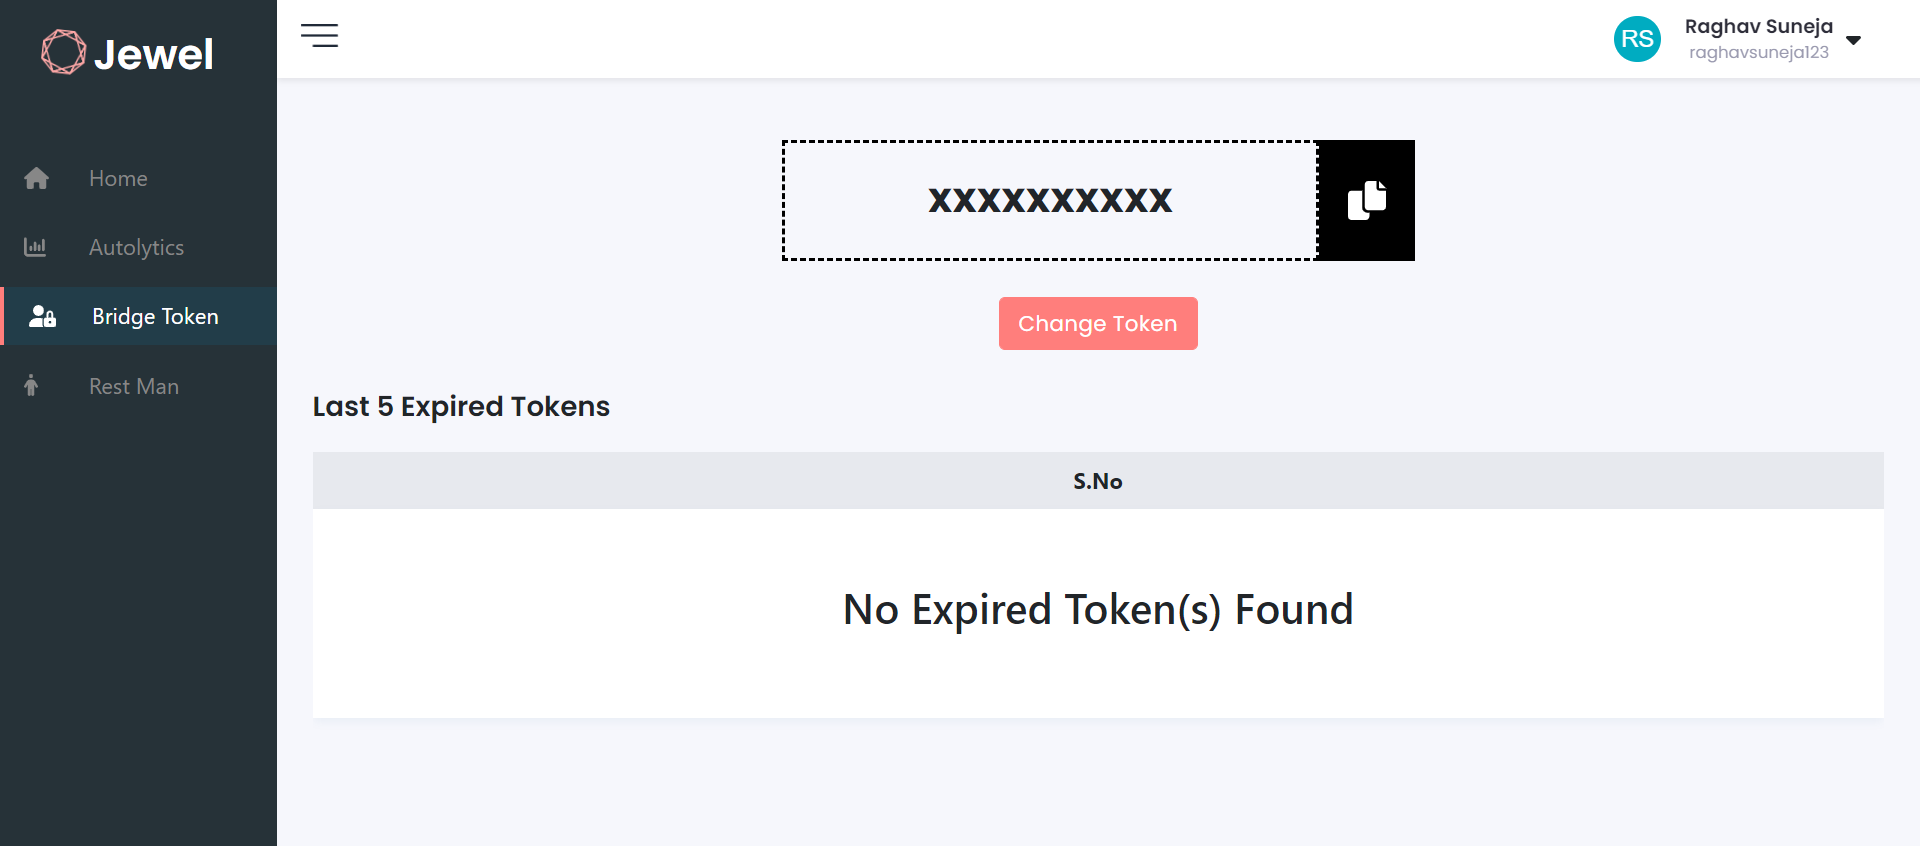 Jewel
RS
Raghav Suneja
raghavsuneja123
Home
Autolytics
Bridge Token
Rest Man
xxxxxxxxxx
Change Token
Last 5 Expired Tokens
S.No
No Expired Token(s) Found